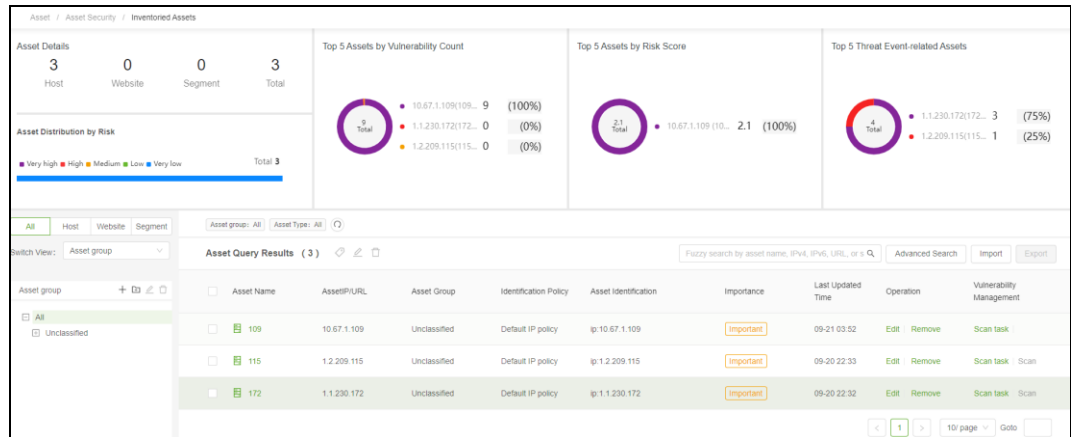 Asset / Asset Security / Inventoried Assets
Asset Details
3 0 0 3
Host Website Segment Total
Asset Distribution by Risk
Very high High Medium Low Very low Total 3
Top 5 Assets by Vulnerability Count
9
Total
10.67.1.109(109... 9 (100%)
1.1.230.172(172... 0 (0%)
1.2.209.115(115... 0 (0%)
Top 5 Assets by Risk Score
2.1
Total
10.67.1.109 (10... 2.1 (100%)
Top 5 Threat Event-related Assets
4
Total
1.1.230.172(172... 3 (75%)
1.2.209.115(115... 1 (25%)
All Host Website Segment
Switch View: Asset group
Asset group
All
Unclassified
Asset group: All Asset Type: All
Asset Query Results ( 3 )
Fuzzy search by asset name, IPv4, IPv6, URL, or s Advanced Search Import Export
Asset Name AssetIP/URL Asset Group Identification Policy Asset Identification Importance Last Updated Time Operation Vulnerability Management
109 10.67.1.109 Unclassified Default IP policy ip:10.67.1.109 Important 09-21 03:52 Edit Remove Scan task
115 1.2.209.115 Unclassified Default IP policy ip:1.2.209.115 Important 09-20 22:33 Edit Remove Scan task Scan
172 1.1.230.172 Unclassified Default IP policy ip:1.1.230.172 Important 09-20 22:32 Edit Remove Scan task Scan
< 1 > 10/ page Goto